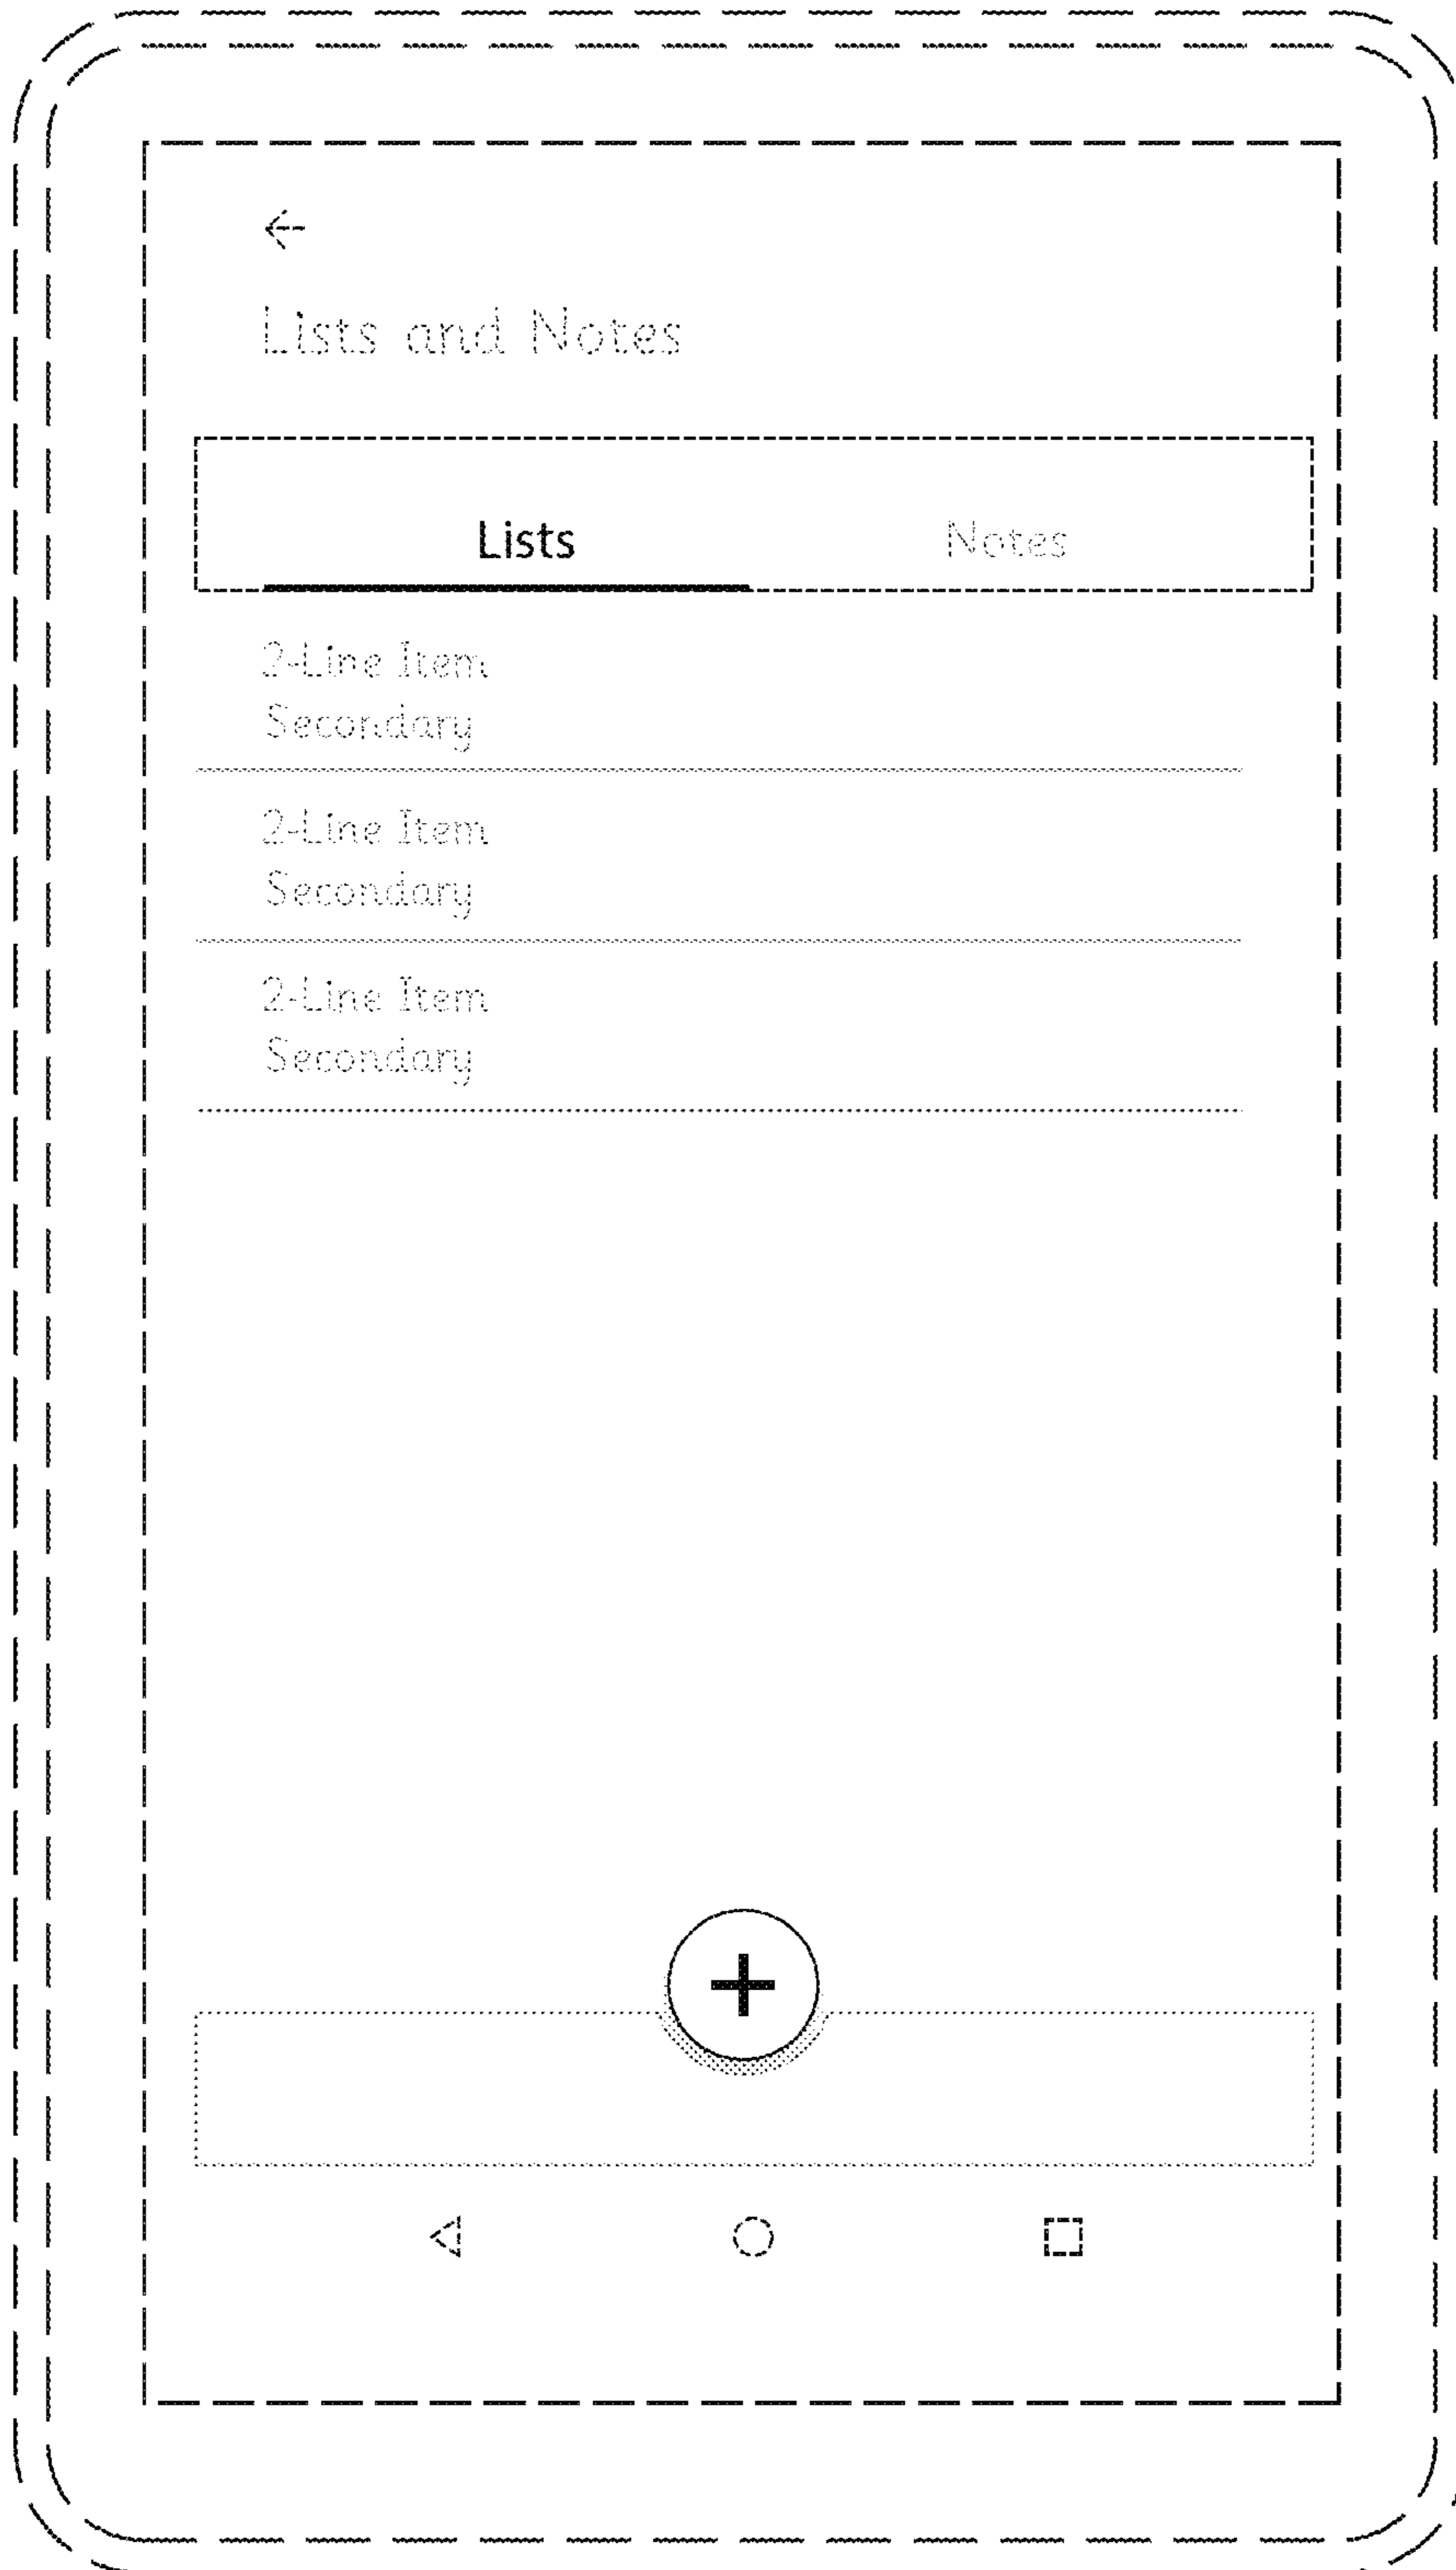 Lists and Notes
Lists Notes
2-Line Item
Secondary
2-Line Item
Secondary
2-Line Item
Secondary